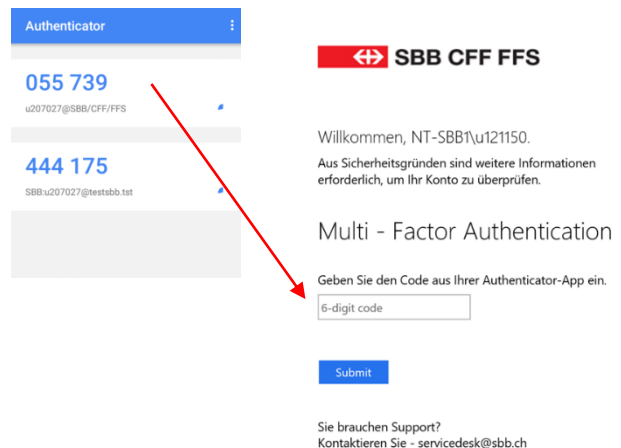 Authenticator
055 739
u207027@SBB/CFF/FFS
444 175
SBB:u207027@testsbb.tst
SBB CFF FFS
Willkommen, NT-SBB1\u121150.
Aus Sicherheitsgründen sind weitere Informationen
erforderlich, um Ihr Konto zu überprüfen.
Multi - Factor Authentication
Geben Sie den Code aus Ihrer Authenticator-App ein.
6-digit code
Submit
Sie brauchen Support?
Kontaktieren Sie - servicedesk@sbb.ch